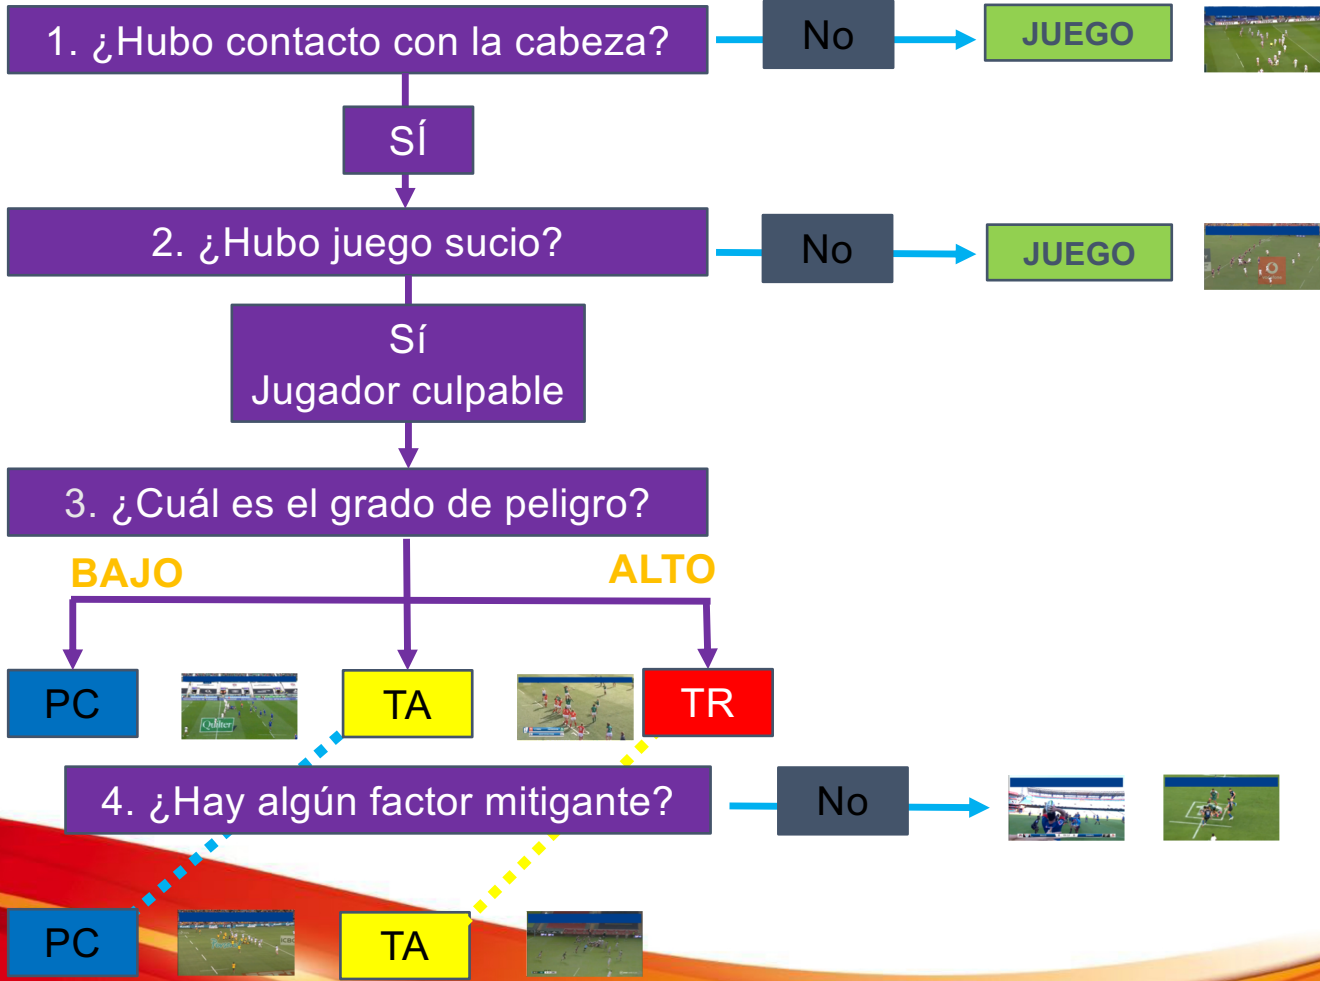 1. ¿Hubo contacto con la cabeza?
No
JUEGO
SÍ
2. ¿Hubo juego sucio?
No
JUEGO
Sí
Jugador culpable
3. ¿Cuál es el grado de peligro?
BAJO
ALTO
PC
Quilter
TA
TR
4. ¿Hay algún factor mitigante?
No
PC
TA